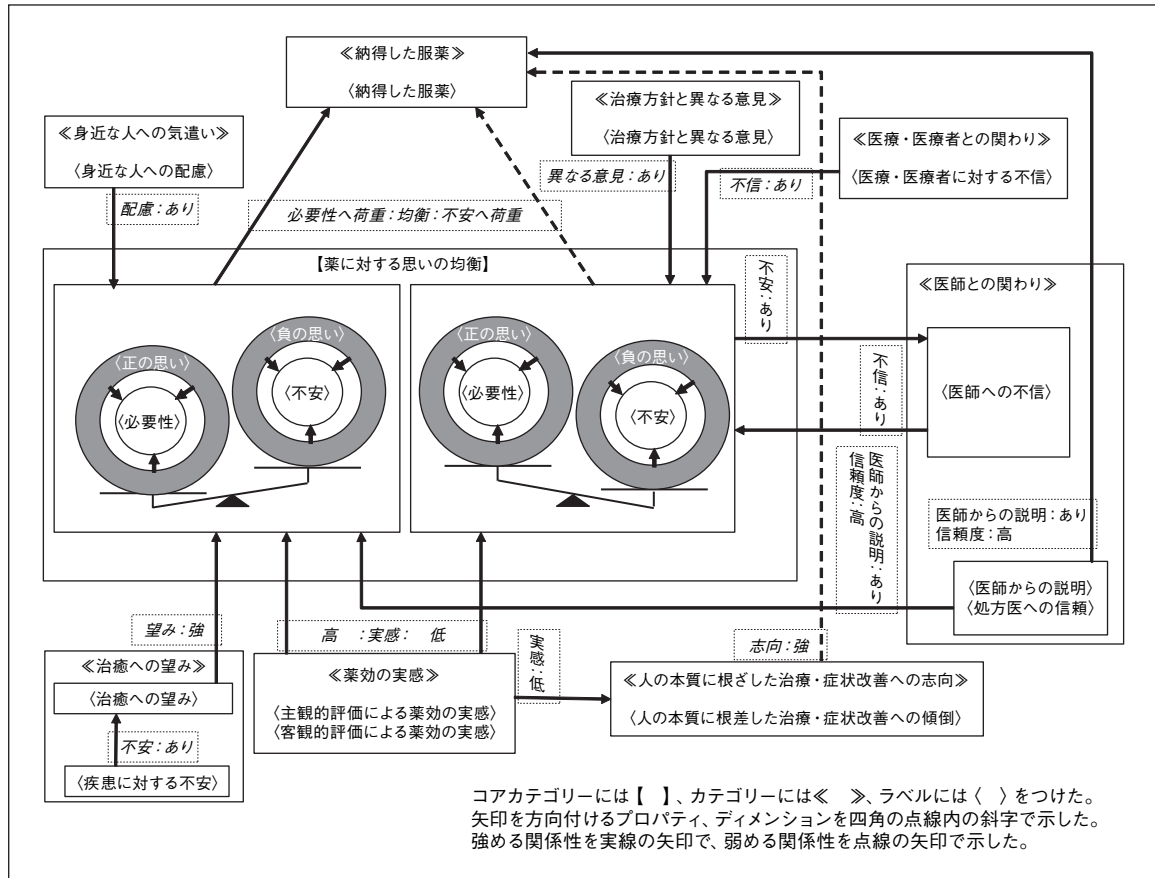 ≪納得した服薬≫
〈納得した服薬〉
≪治療方針と異なる意見≫
〈治療方針と異なる意見〉
≪身近な人への気遣い≫
〈身近な人への配慮〉
≪医療・医療者との関わり≫
〈医療・医療者に対する不信〉
配慮：あり
必要性へ荷重：均衡：不安へ荷重
異なる意見：あり
不信：あり
【薬に対する思いの均衡】
〈正の思い〉
〈必要性〉
〈負の思い〉
〈不安〉
〈正の思い〉
〈必要性〉
〈負の思い〉
〈不安〉
不安：あり
≪医師との関わり≫
〈医師への不信〉
不信：あり
医師からの説明：あり
信頼度：高
医師からの説明：あり
信頼度：高
〈医師からの説明〉
〈処方医への信頼〉
望み：強
高　：実感：　低
実感：低
志向：強
≪治癒への望み≫
〈治癒への望み〉
不安：あり
〈疾患に対する不安〉
≪薬効の実感≫
〈主観的評価による薬効の実感〉
〈客観的評価による薬効の実感〉
≪人の本質に根ざした治療・症状改善への志向≫
〈人の本質に根差した治療・症状改善への傾倒〉
コアカテゴリーには【　】、カテゴリーには≪　≫、ラベルには〈　〉をつけた。
矢印を方向付けるプロパティ、ディメンションを四角の点線内の斜字で示した。
強める関係性を実線の矢印で、弱める関係性を点線の矢印で示した。